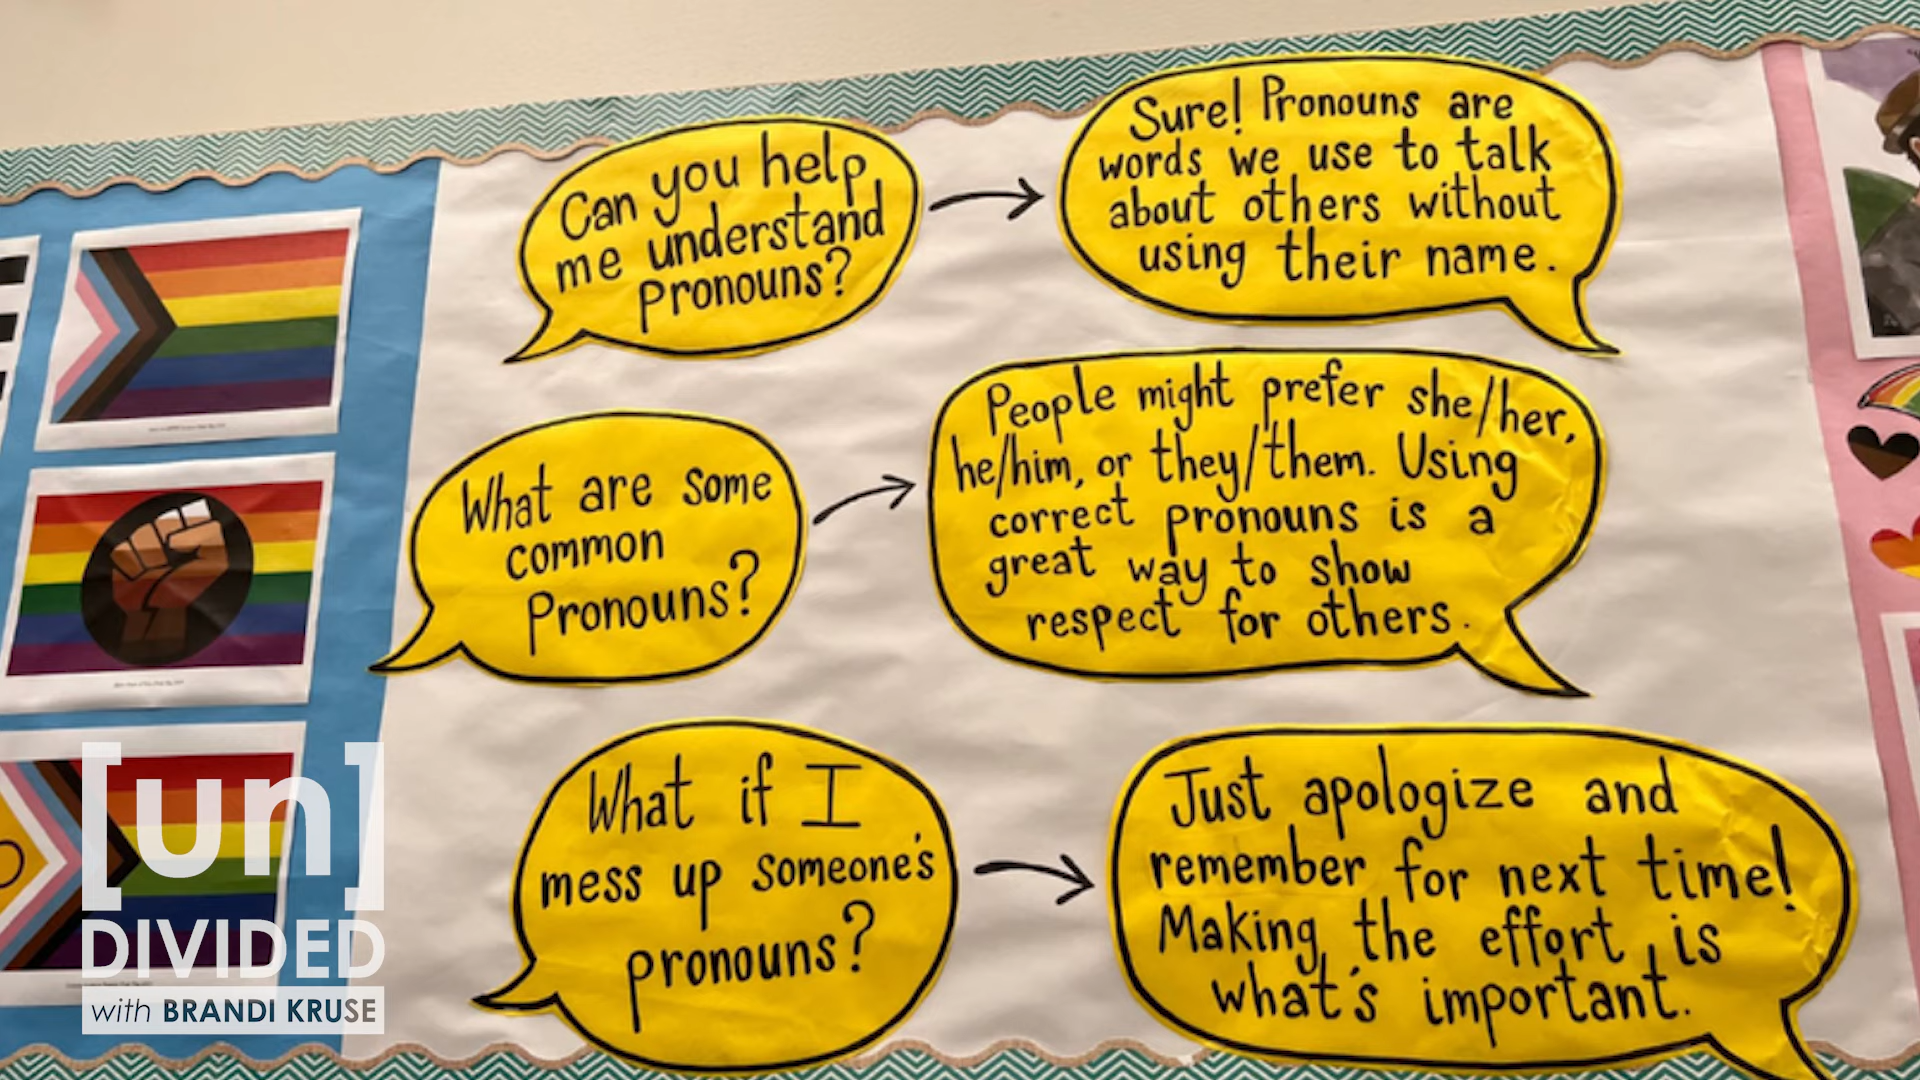 Can you help
me understand
pronouns?
Sure! Pronouns are
words we use to talk
about others without
using their name.
What are some
common
pronouns?
People might prefer she/her,
he/him, or they/them. Using
correct pronouns is a
great way to show
respect for others.
What if I
mess up someone's
pronouns?
Just apologize and
remember for next time!
Making the effort is
what's important.
[un]
DIVIDED
with BRANDI KRUSE